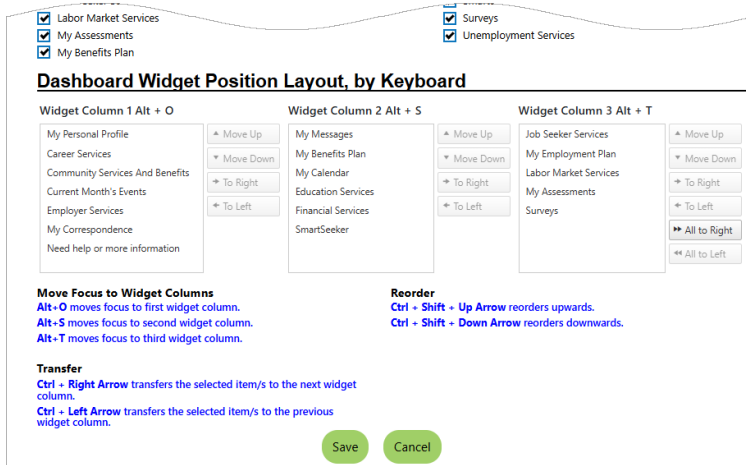 Labor Market Services
My Assessments
My Benefits Plan
Surveys
Unemployment Services
Dashboard Widget Position Layout, by Keyboard
Widget Column 1 Alt + O
My Personal Profile
Career Services
Community Services And Benefits
Current Month's Events
Employer Services
My Correspondence
Need help or more information
Move Up
Move Down
To Right
To Left
Widget Column 2 Alt + S
My Messages
My Benefits Plan
My Calendar
Education Services
Financial Services
SmartSeeker
Move Up
Move Down
To Right
To Left
Widget Column 3 Alt + T
Job Seeker Services
My Employment Plan
Labor Market Services
My Assessments
Surveys
Move Up
Move Down
To Right
To Left
All to Right
All to Left
Move Focus to Widget Columns
Alt+O moves focus to first widget column.
Alt+S moves focus to second widget column.
Alt+T moves focus to third widget column.
Reorder
Ctrl + Shift + Up Arrow reorders upwards.
Ctrl + Shift + Down Arrow reorders downwards.
Transfer
Ctrl + Right Arrow transfers the selected item/s to the next widget
column.
Ctrl + Left Arrow transfers the selected item/s to the previous
widget column.
Save
Cancel